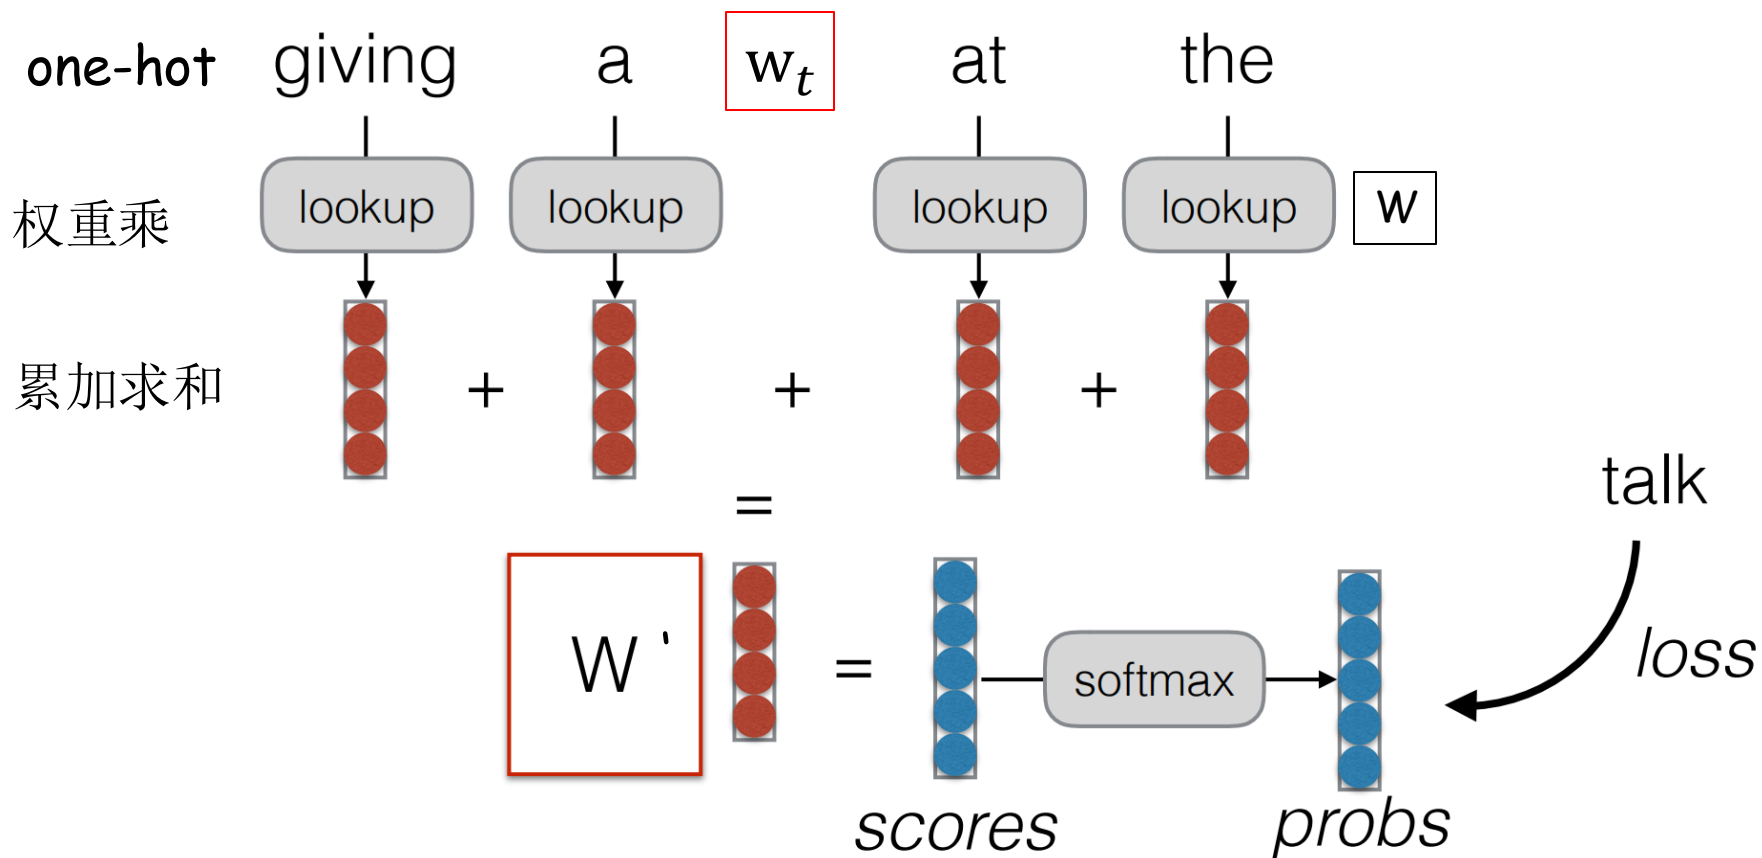 one-hot giving a wₜ at the
权重乘 lookup lookup lookup lookup W
累加求和 + + +
=
talk
W ' = softmax loss
scores probs